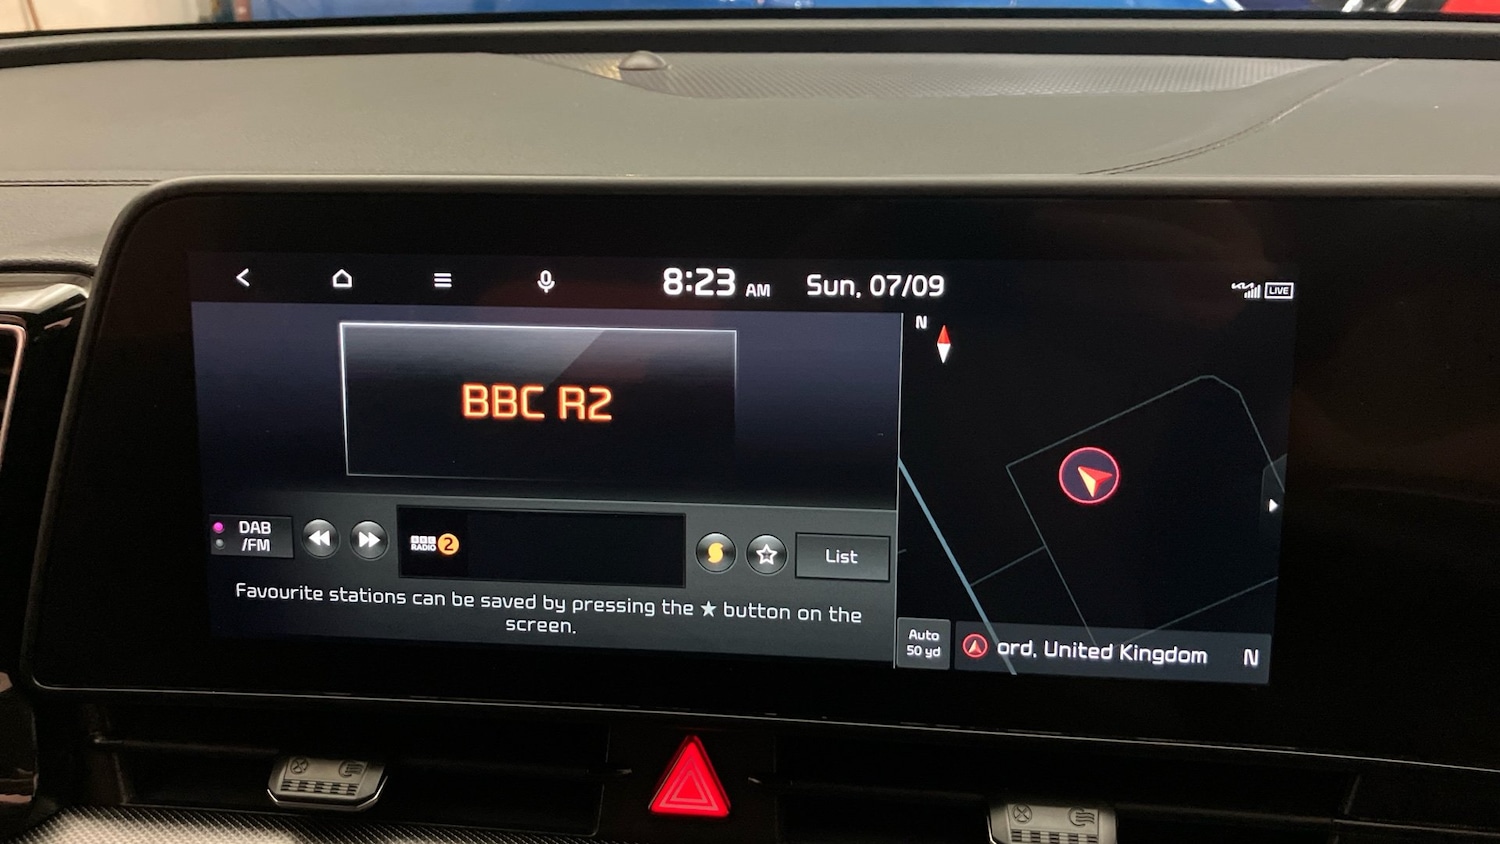 8:23 AM Sun, 07/09
LIVE
N
BBC R2
DAB
/FM
BBC
RADIO 2
List
Favourite stations can be saved by pressing the ★ button on the
screen.
Auto
50 yd
ord, United Kingdom N